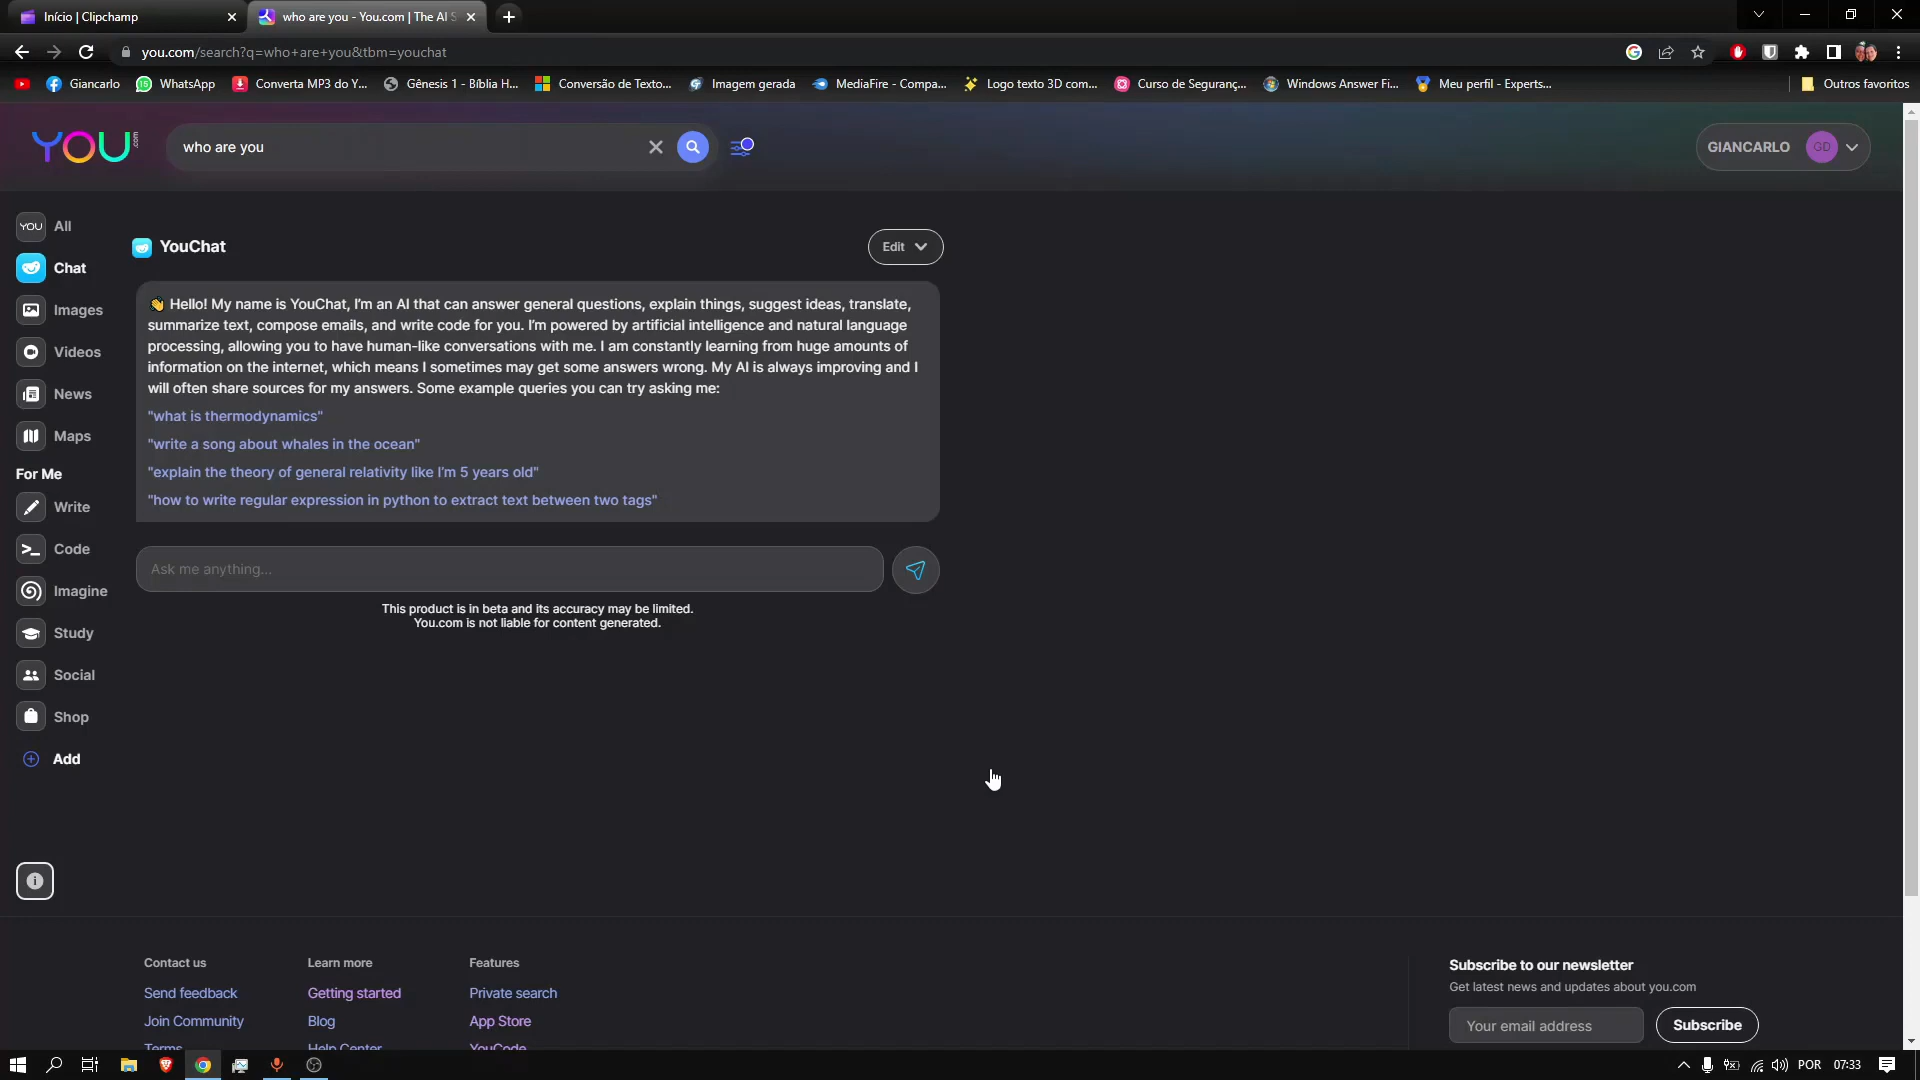 Início | Clipchamp
who are you - You.com | The AI S
you.com/search?q=who+are+you&tbm=youchat
Giancarlo
WhatsApp
Converta MP3 do Y...
Gênesis 1 - Bíblia H...
Conversão de Texto...
Imagem gerada
MediaFire - Compa...
Logo texto 3D com...
Curso de Seguranç...
Windows Answer Fi...
Meu perfil - Experts...
Outros favoritos
YOU.com
who are you
GIANCARLO GD
YOU All
Chat
Images
Videos
News
Maps
For Me
Write
Code
Imagine
Study
Social
Shop
Add
YouChat
Edit
👋 Hello! My name is YouChat, I'm an AI that can answer general questions, explain things, suggest ideas, translate,
summarize text, compose emails, and write code for you. I'm powered by artificial intelligence and natural language
processing, allowing you to have human-like conversations with me. I am constantly learning from huge amounts of
information on the internet, which means I sometimes may get some answers wrong. My AI is always improving and I
will often share sources for my answers. Some example queries you can try asking me:
"what is thermodynamics"
"write a song about whales in the ocean"
"explain the theory of general relativity like I'm 5 years old"
"how to write regular expression in python to extract text between two tags"
Ask me anything...
This product is in beta and its accuracy may be limited.
You.com is not liable for content generated.
Contact us
Send feedback
Join Community
Terms
Learn more
Getting started
Blog
Help Center
Features
Private search
App Store
YouCode
Subscribe to our newsletter
Get latest news and updates about you.com
Your email address
Subscribe
POR
07:33